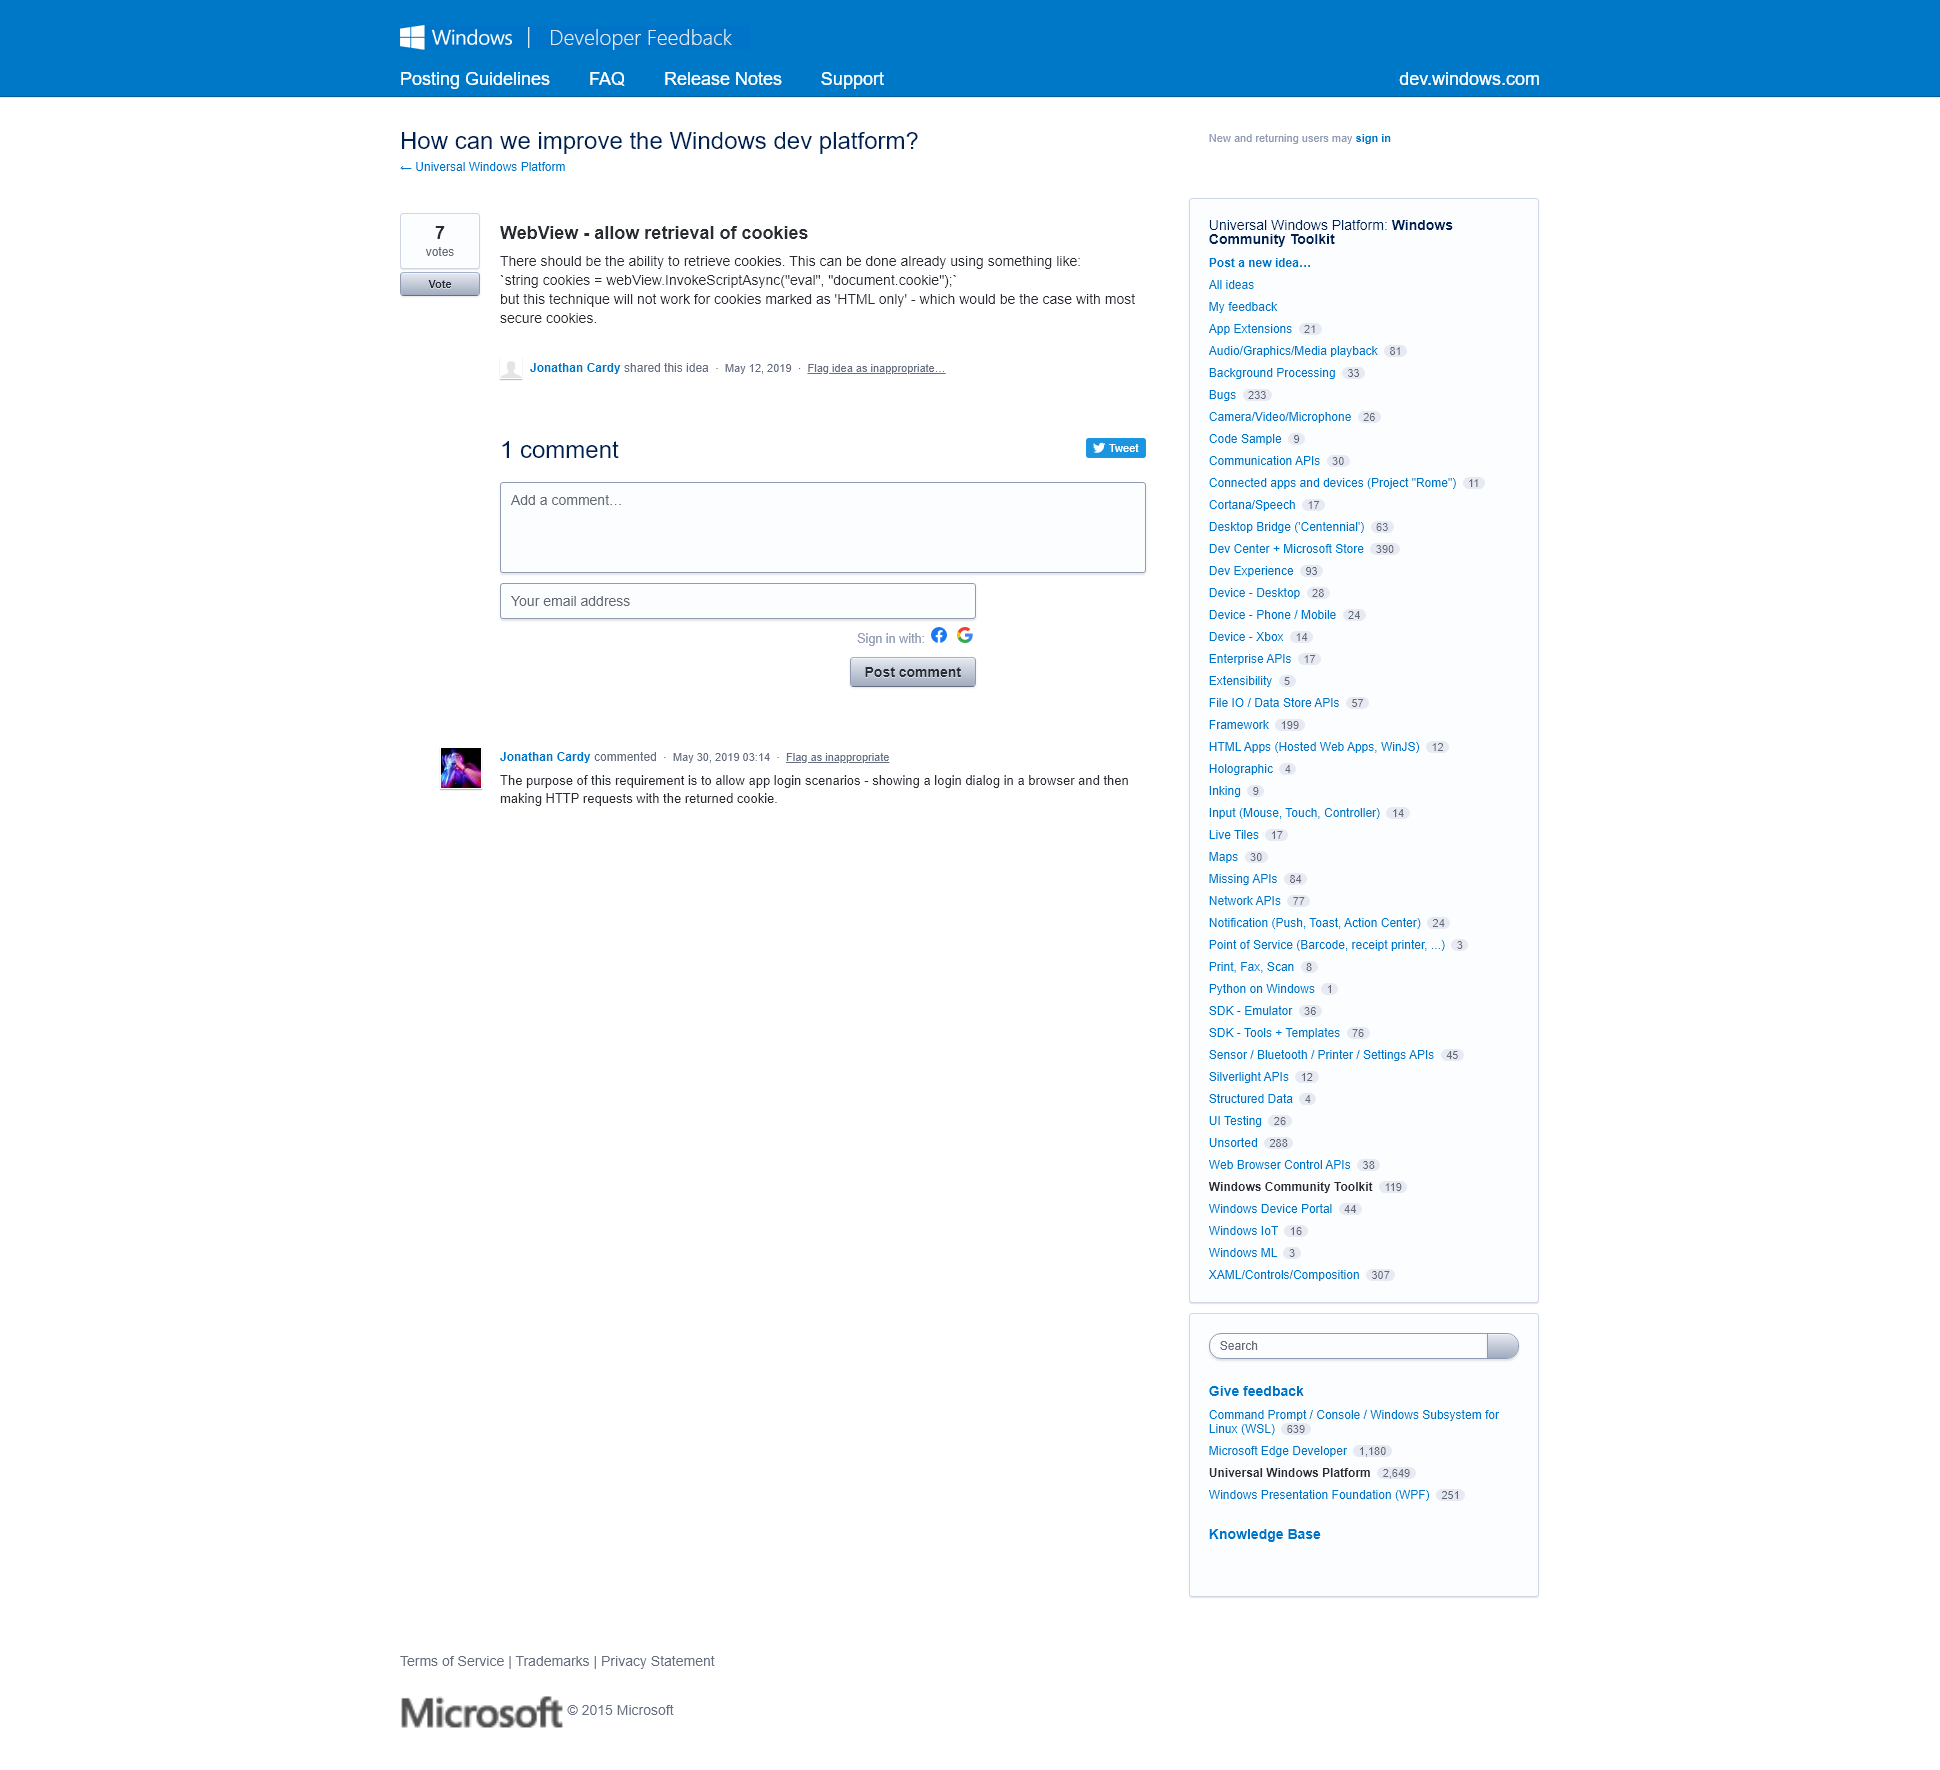 Windows | Developer Feedback
Posting Guidelines FAQ Release Notes Support dev.windows.com
How can we improve the Windows dev platform?
← Universal Windows Platform
New and returning users may sign in
7
votes
Vote
WebView - allow retrieval of cookies
There should be the ability to retrieve cookies. This can be done already using something like:
`string cookies = webView.InvokeScriptAsync("eval", "document.cookie");`
but this technique will not work for cookies marked as 'HTML only' - which would be the case with most
secure cookies.
Jonathan Cardy shared this idea · May 12, 2019 · Flag idea as inappropriate…
1 comment
Tweet
Add a comment…
Your email address
Sign in with:
Post comment
Jonathan Cardy commented · May 30, 2019 03:14 · Flag as inappropriate
The purpose of this requirement is to allow app login scenarios - showing a login dialog in a browser and then
making HTTP requests with the returned cookie.
Universal Windows Platform: Windows
Community Toolkit
Post a new idea…
All ideas
My feedback
App Extensions 21
Audio/Graphics/Media playback 81
Background Processing 33
Bugs 233
Camera/Video/Microphone 26
Code Sample 9
Communication APIs 30
Connected apps and devices (Project "Rome") 11
Cortana/Speech 17
Desktop Bridge ('Centennial') 63
Dev Center + Microsoft Store 390
Dev Experience 93
Device - Desktop 28
Device - Phone / Mobile 24
Device - Xbox 14
Enterprise APIs 17
Extensibility 5
File IO / Data Store APIs 57
Framework 199
HTML Apps (Hosted Web Apps, WinJS) 12
Holographic 4
Inking 9
Input (Mouse, Touch, Controller) 14
Live Tiles 17
Maps 30
Missing APIs 84
Network APIs 77
Notification (Push, Toast, Action Center) 24
Point of Service (Barcode, receipt printer, ...) 3
Print, Fax, Scan 8
Python on Windows 1
SDK - Emulator 36
SDK - Tools + Templates 76
Sensor / Bluetooth / Printer / Settings APIs 45
Silverlight APIs 12
Structured Data 4
UI Testing 26
Unsorted 288
Web Browser Control APIs 38
Windows Community Toolkit 119
Windows Device Portal 44
Windows IoT 16
Windows ML 3
XAML/Controls/Composition 307
Search
Give feedback
Command Prompt / Console / Windows Subsystem for
Linux (WSL) 639
Microsoft Edge Developer 1,180
Universal Windows Platform 2,649
Windows Presentation Foundation (WPF) 251
Knowledge Base
Terms of Service | Trademarks | Privacy Statement
Microsoft © 2015 Microsoft